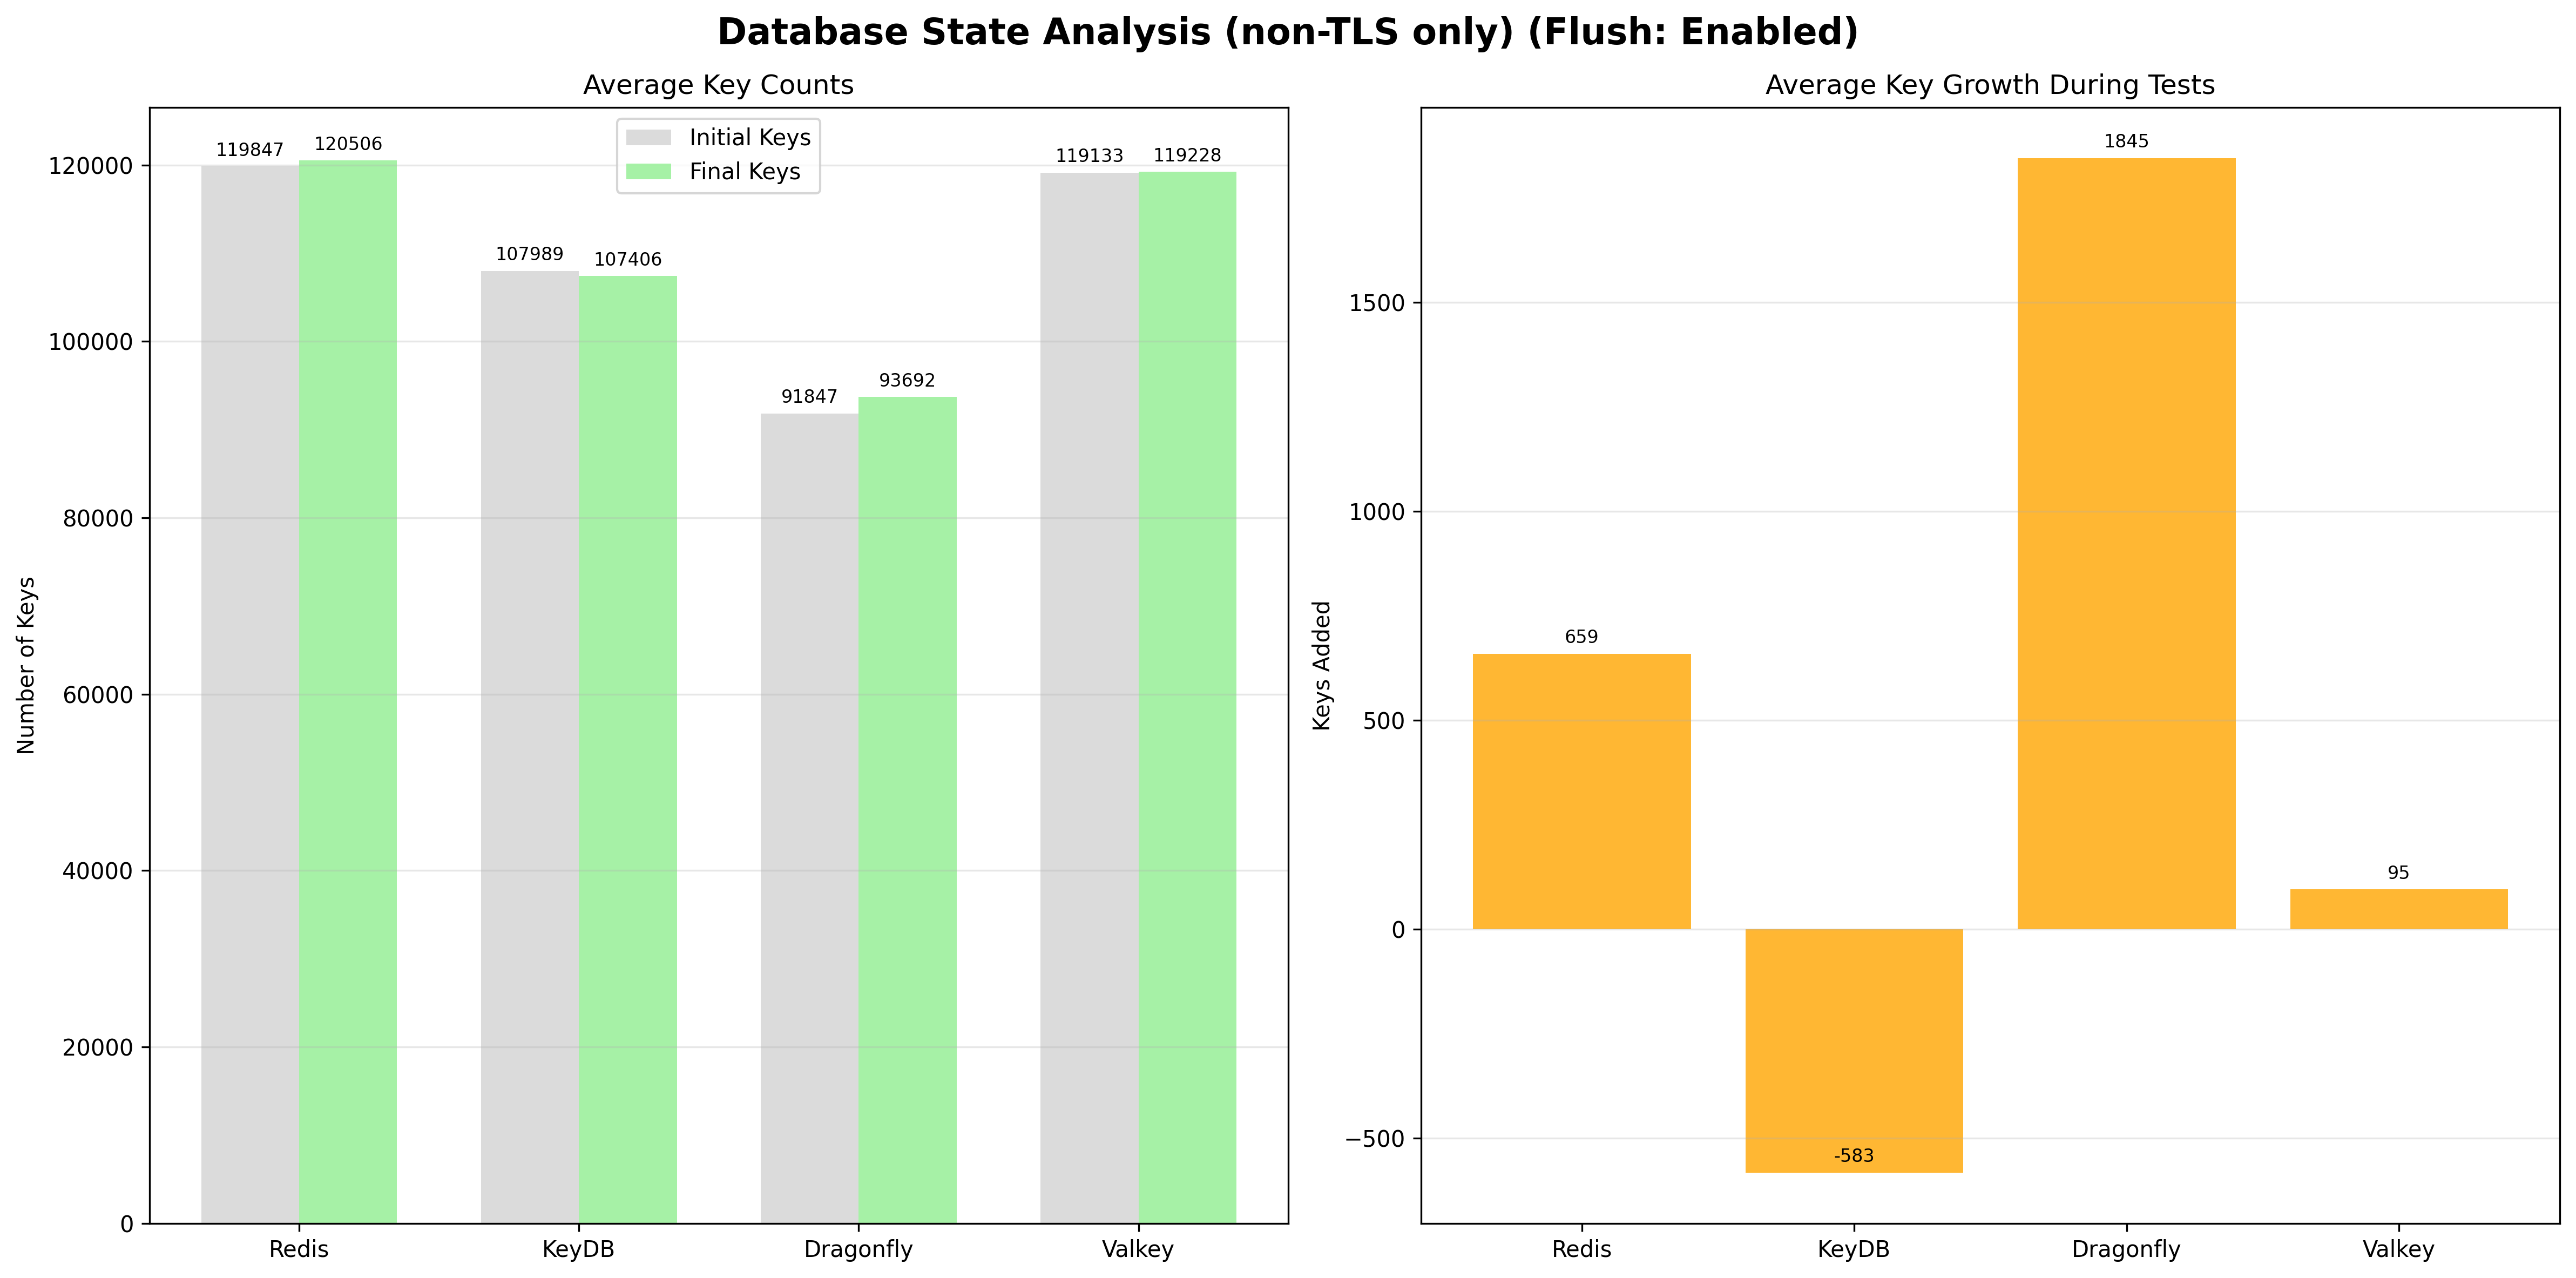 Database State Analysis (non-TLS only) (Flush: Enabled)
Average Key Counts
Number of Keys
120000
100000
80000
60000
40000
20000
0
Initial Keys
Final Keys
119847
120506
107989
107406
91847
93692
119133
119228
Redis
KeyDB
Dragonfly
Valkey
Average Key Growth During Tests
Keys Added
1500
1000
500
0
−500
659
-583
1845
95
Redis
KeyDB
Dragonfly
Valkey